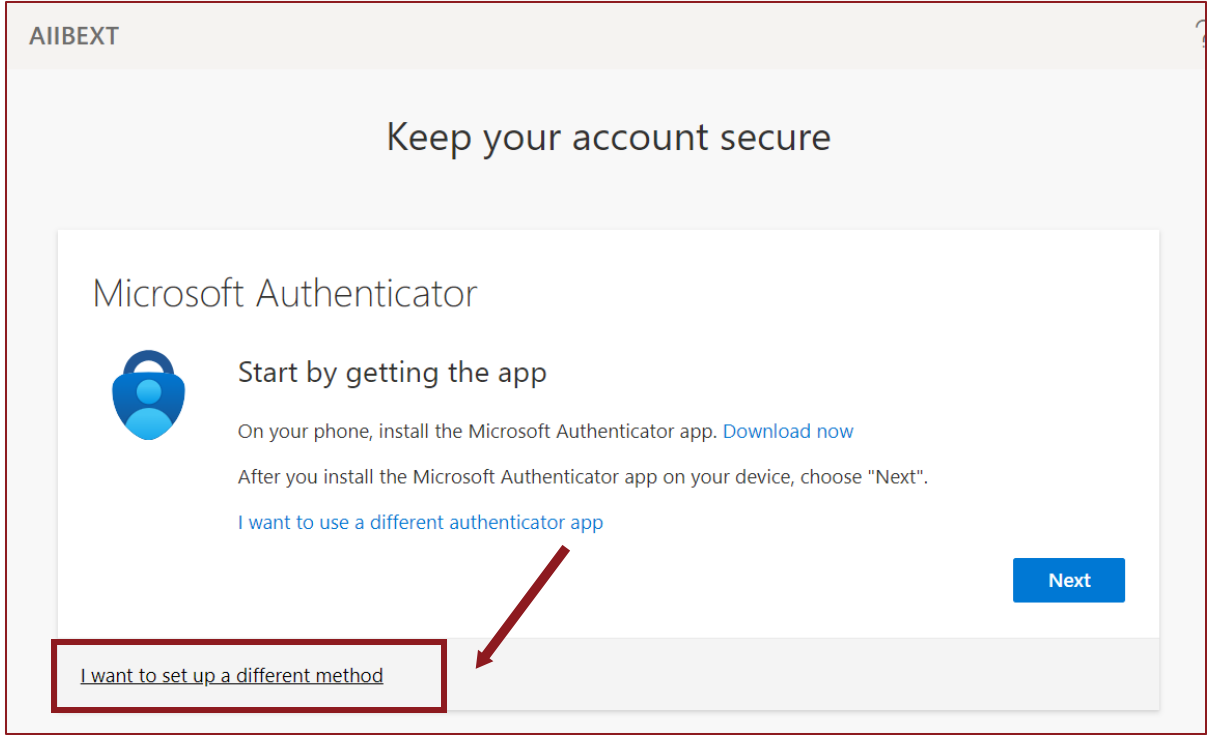 AIIBEXT
?
Keep your account secure
Microsoft Authenticator
Start by getting the app
On your phone, install the Microsoft Authenticator app. Download now
After you install the Microsoft Authenticator app on your device, choose "Next".
I want to use a different authenticator app
Next
I want to set up a different method